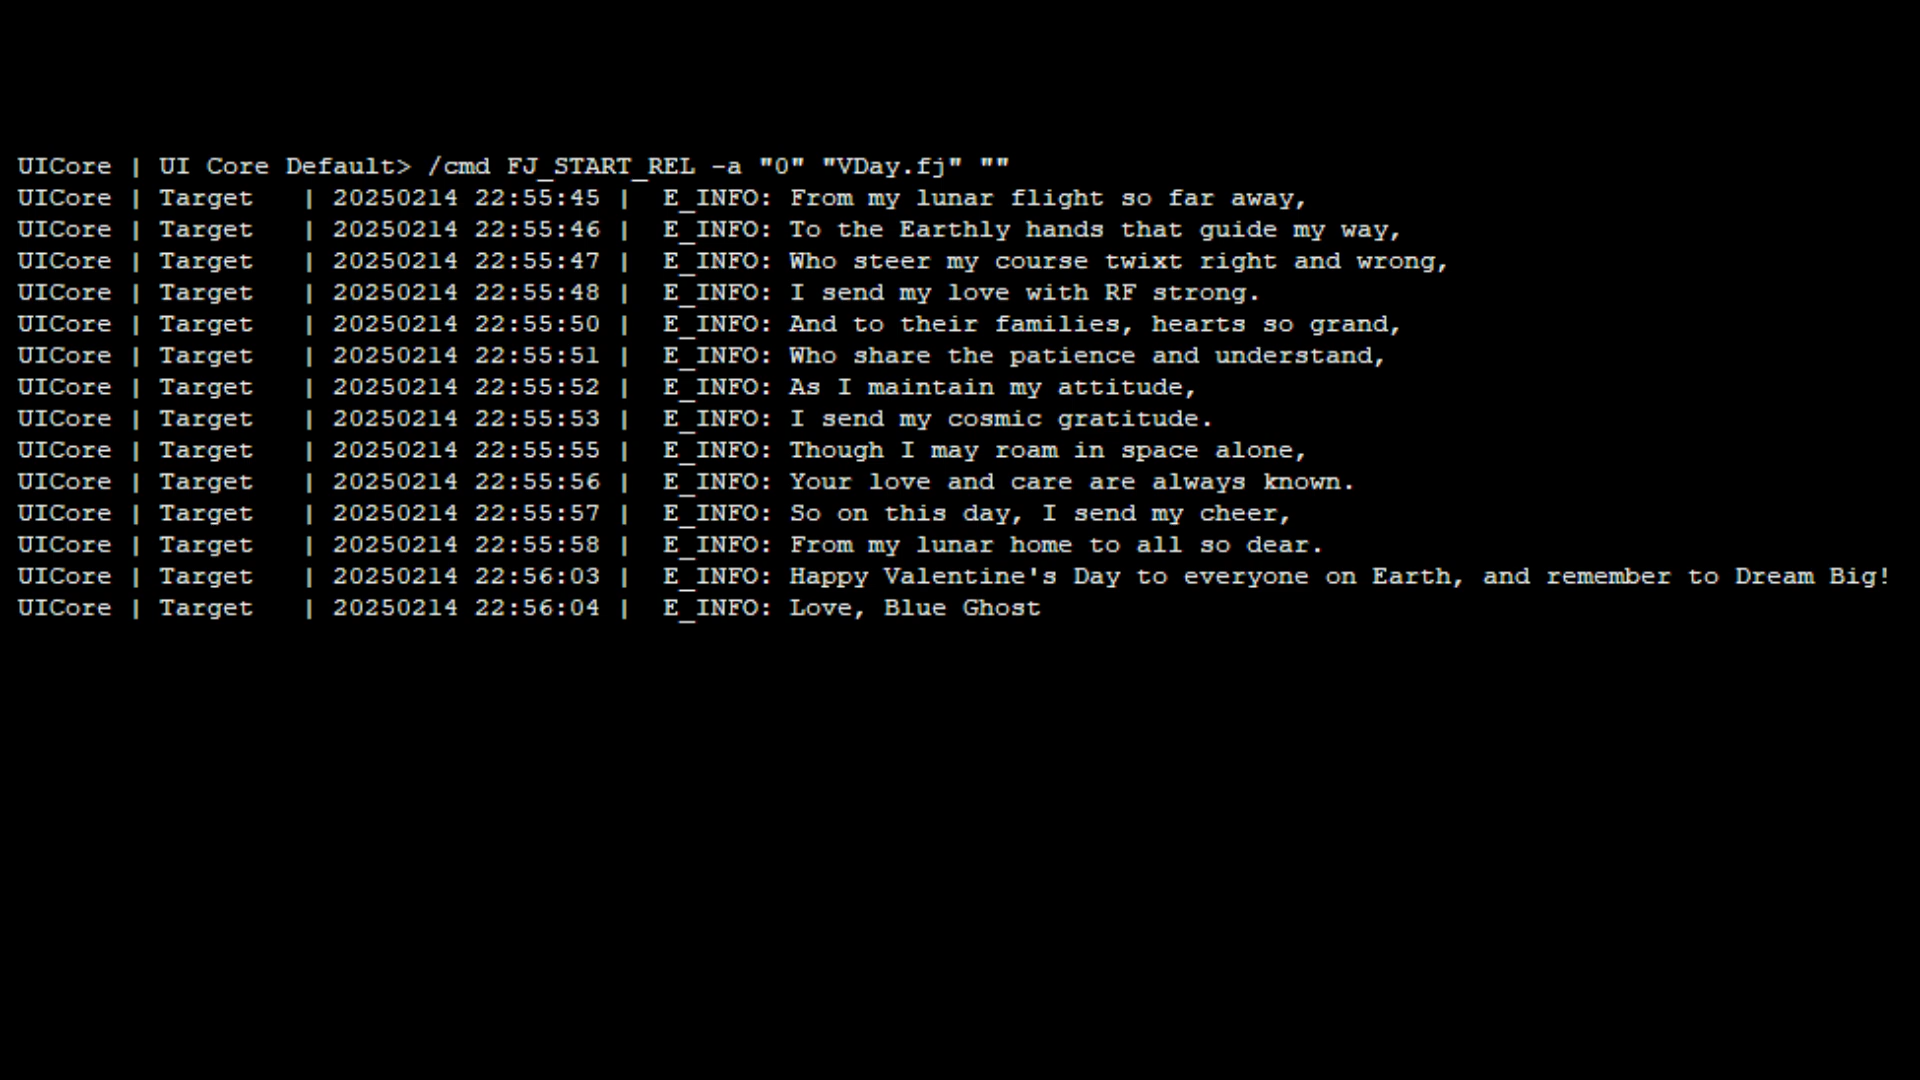 UICore | UI Core Default> /cmd FJ_START_REL -a "0" "VDay.fj" ""
UICore | Target   | 20250214 22:55:45 |  E_INFO: From my lunar flight so far away,
UICore | Target   | 20250214 22:55:46 |  E_INFO: To the Earthly hands that guide my way,
UICore | Target   | 20250214 22:55:47 |  E_INFO: Who steer my course twixt right and wrong,
UICore | Target   | 20250214 22:55:48 |  E_INFO: I send my love with RF strong.
UICore | Target   | 20250214 22:55:50 |  E_INFO: And to their families, hearts so grand,
UICore | Target   | 20250214 22:55:51 |  E_INFO: Who share the patience and understand,
UICore | Target   | 20250214 22:55:52 |  E_INFO: As I maintain my attitude,
UICore | Target   | 20250214 22:55:53 |  E_INFO: I send my cosmic gratitude.
UICore | Target   | 20250214 22:55:55 |  E_INFO: Though I may roam in space alone,
UICore | Target   | 20250214 22:55:56 |  E_INFO: Your love and care are always known.
UICore | Target   | 20250214 22:55:57 |  E_INFO: So on this day, I send my cheer,
UICore | Target   | 20250214 22:55:58 |  E_INFO: From my lunar home to all so dear.
UICore | Target   | 20250214 22:56:03 |  E_INFO: Happy Valentine's Day to everyone on Earth, and remember to Dream Big!
UICore | Target   | 20250214 22:56:04 |  E_INFO: Love, Blue Ghost